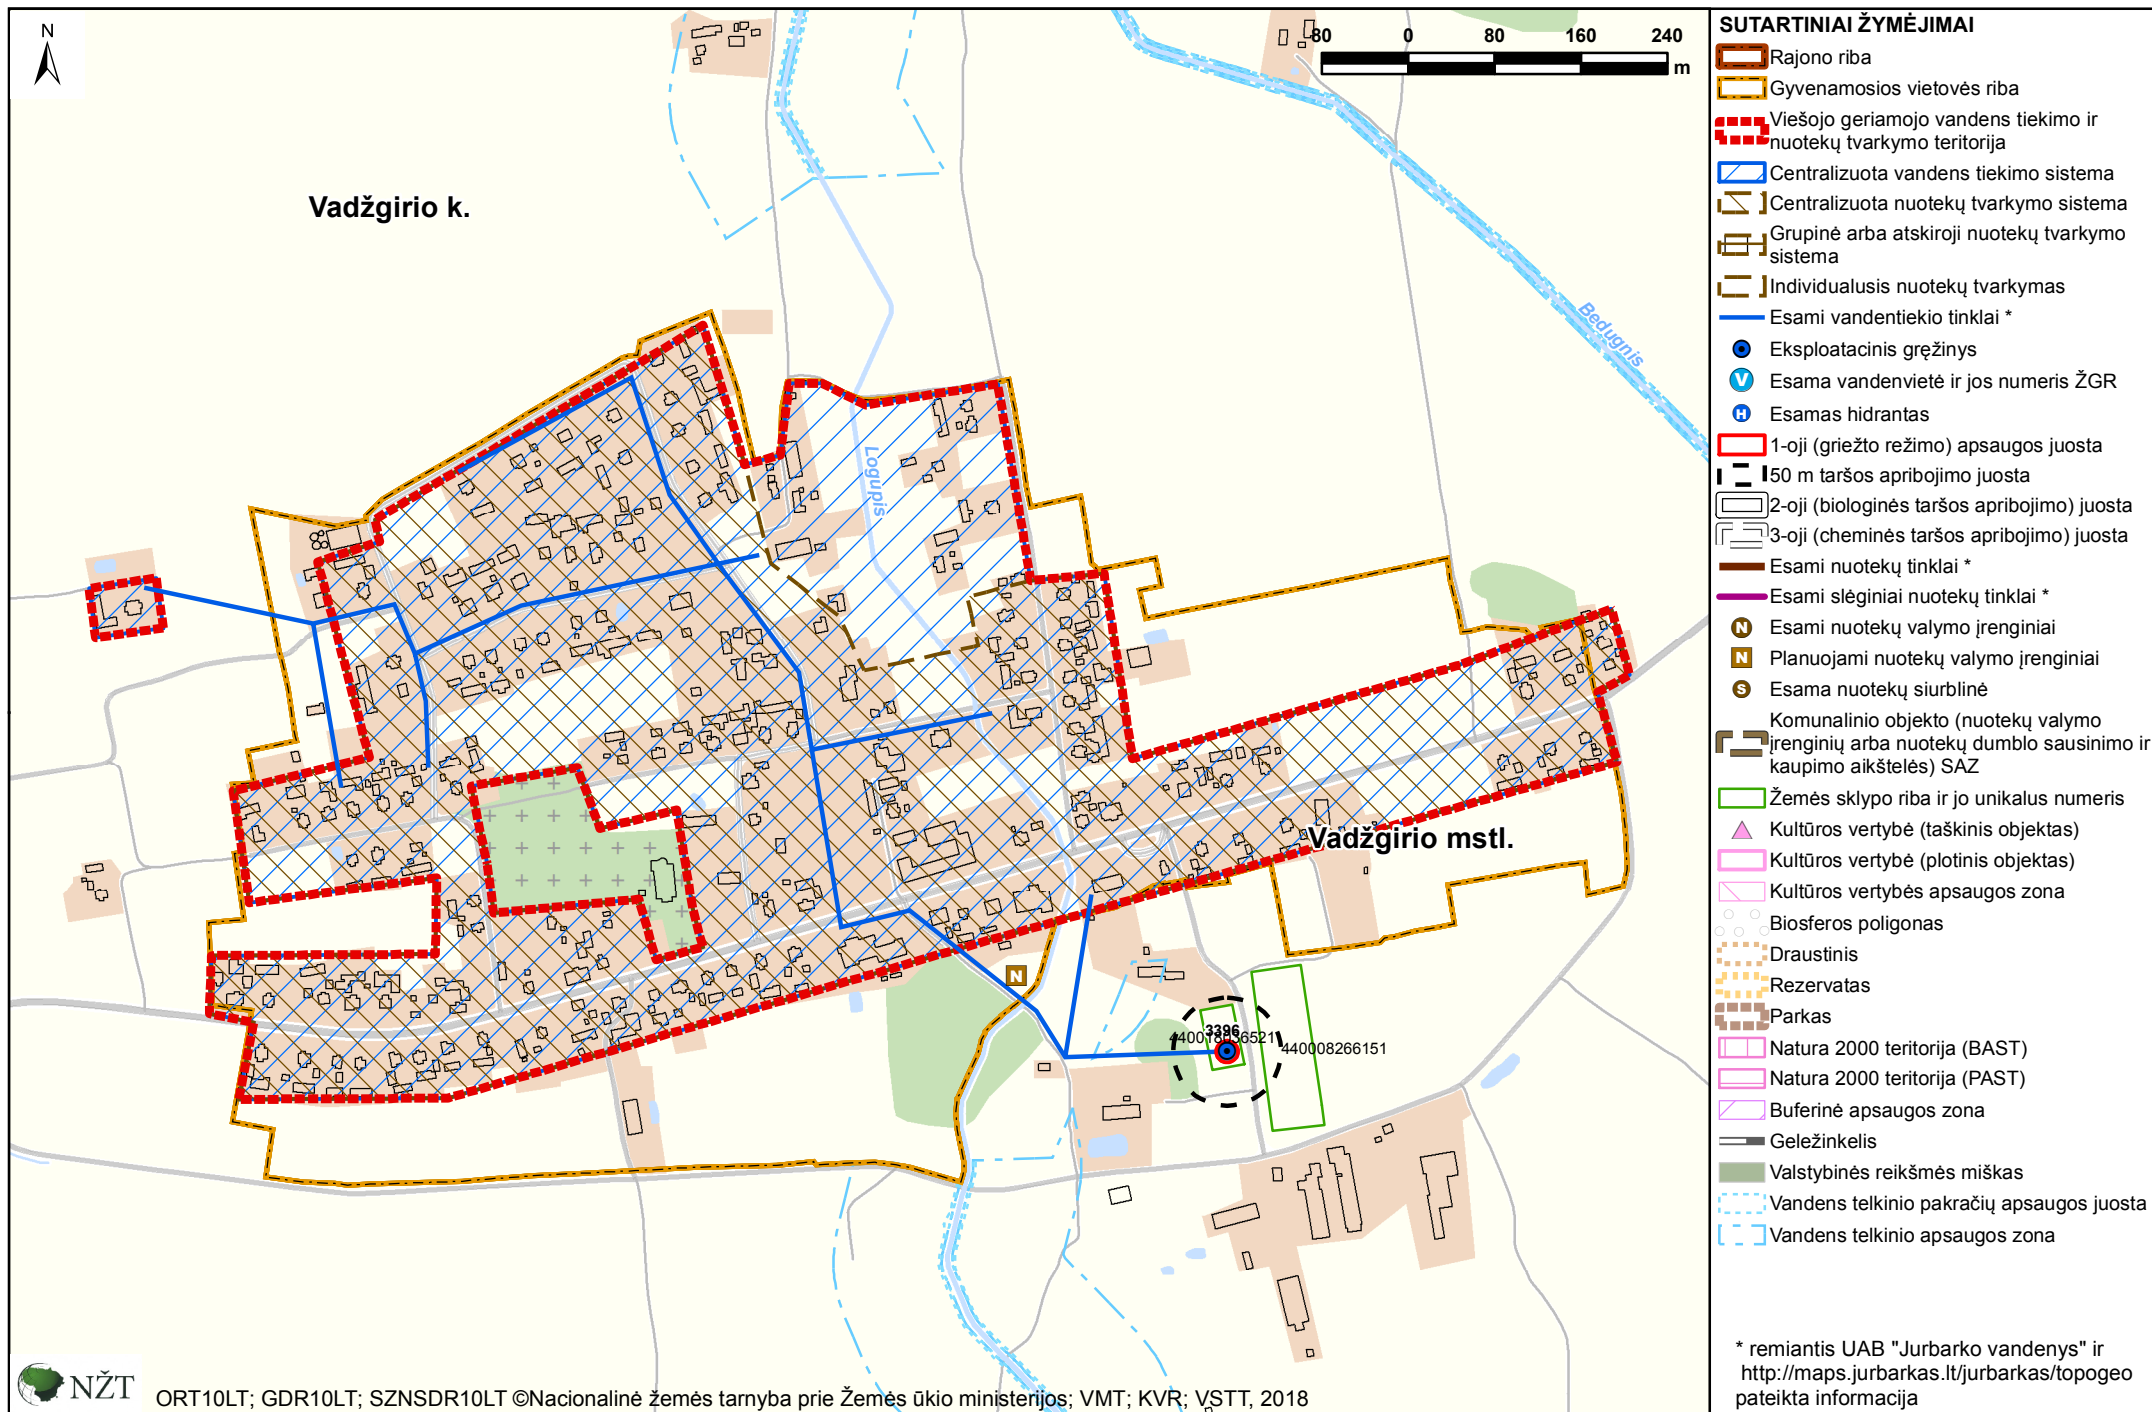 N
80 0 80 160 240
m
Vadžgirio k.
Bedugnis
Logupis
Vadžgirio mstl.
N
3396
440018036521
440008266151
NŽT
ORT10LT; GDR10LT; SZNSDR10LT ©Nacionalinė žemės tarnyba prie Žemės ūkio ministerijos; VMT; KVR; VSTT, 2018
SUTARTINIAI ŽYMĖJIMAI
Rajono riba
Gyvenamosios vietovės riba
Viešojo geriamojo vandens tiekimo ir
nuotekų tvarkymo teritorija
Centralizuota vandens tiekimo sistema
Centralizuota nuotekų tvarkymo sistema
Grupinė arba atskiroji nuotekų tvarkymo
sistema
Individualusis nuotekų tvarkymas
Esami vandentiekio tinklai *
Eksploatacinis gręžinys
V Esama vandenvietė ir jos numeris ŽGR
H Esamas hidrantas
1-oji (griežto režimo) apsaugos juosta
50 m taršos apribojimo juosta
2-oji (biologinės taršos apribojimo) juosta
3-oji (cheminės taršos apribojimo) juosta
Esami nuotekų tinklai *
Esami slėginiai nuotekų tinklai *
N Esami nuotekų valymo įrenginiai
N Planuojami nuotekų valymo įrenginiai
S Esama nuotekų siurblinė
Komunalinio objekto (nuotekų valymo
įrenginių arba nuotekų dumblo sausinimo ir
kaupimo aikštelės) SAZ
Žemės sklypo riba ir jo unikalus numeris
Kultūros vertybė (taškinis objektas)
Kultūros vertybė (plotinis objektas)
Kultūros vertybės apsaugos zona
Biosferos poligonas
Draustinis
Rezervatas
Parkas
Natura 2000 teritorija (BAST)
Natura 2000 teritorija (PAST)
Buferinė apsaugos zona
Geležinkelis
Valstybinės reikšmės miškas
Vandens telkinio pakračių apsaugos juosta
Vandens telkinio apsaugos zona
* remiantis UAB "Jurbarko vandenys" ir
http://maps.jurbarkas.lt/jurbarkas/topogeo
pateikta informacija